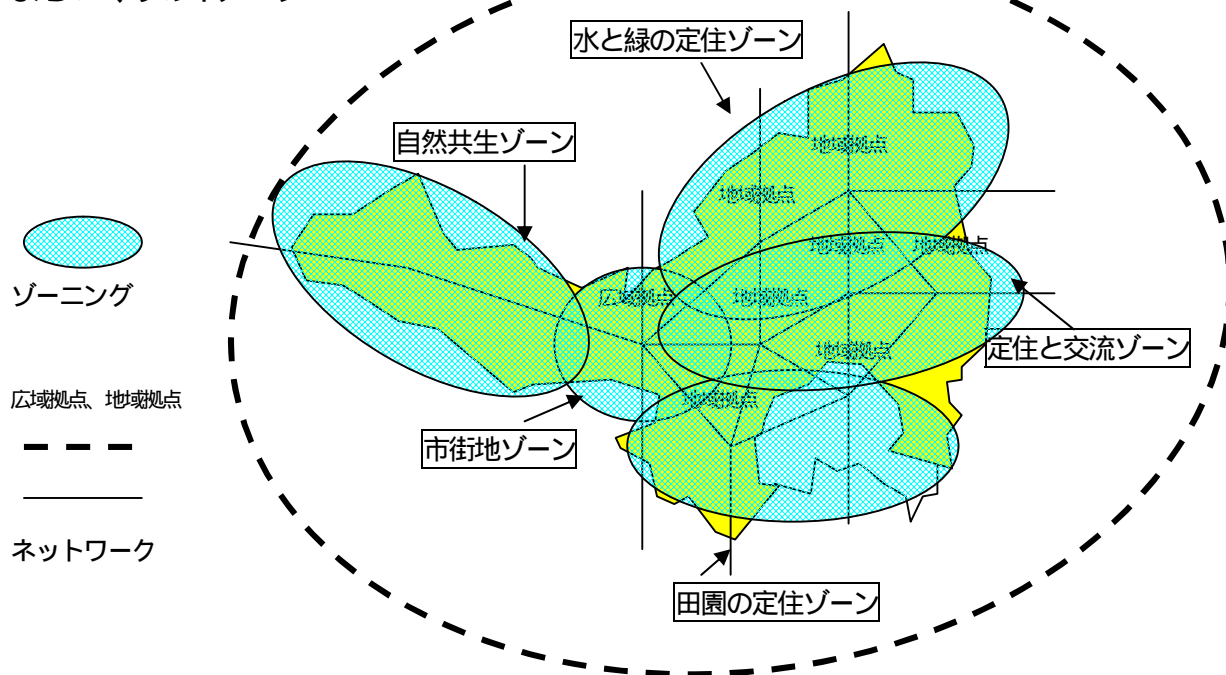 水と緑の定住ゾーン
自然共生ゾーン
地域拠点
地域拠点
地域拠点
地域拠点
広域拠点
地域拠点
ゾーニング
定住と交流ゾーン
地域拠点
広域拠点、地域拠点
地域拠点
市街地ゾーン
ネットワーク
田園の定住ゾーン